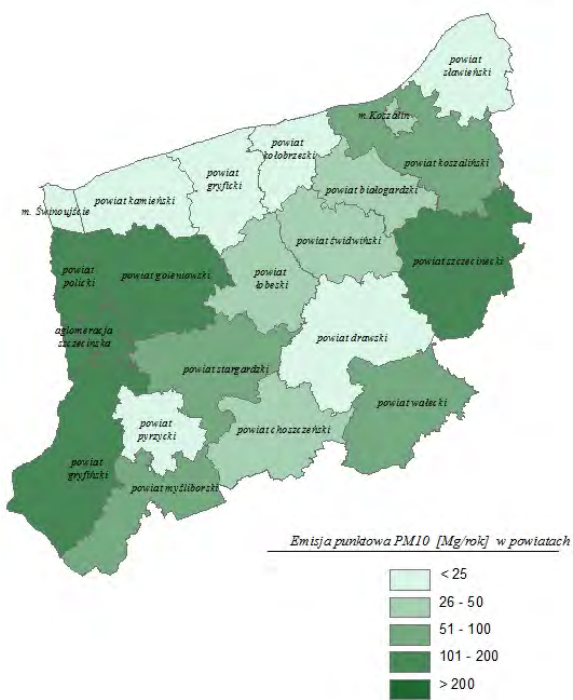 powiat
sławieński
m. Koszalin
powiat
kołobrzeski
powiat koszaliński
powiat
gryficki
powiat białogardzki
powiat kamieński
m. Świnoujście
powiat świdwiński
powiat szczecinecki
powiat
policki
powiat goleniowski
powiat
łobeski
aglomeracja
szczecińska
powiat drawski
powiat stargardzki
powiat wałecki
powiat
pyrzycki
powiat choszczeński
powiat
gryfiński
powiat myśliborski
Emisja punktowa PM10 [Mg/rok] w powiatach
< 25
26 - 50
51 - 100
101 - 200
> 200